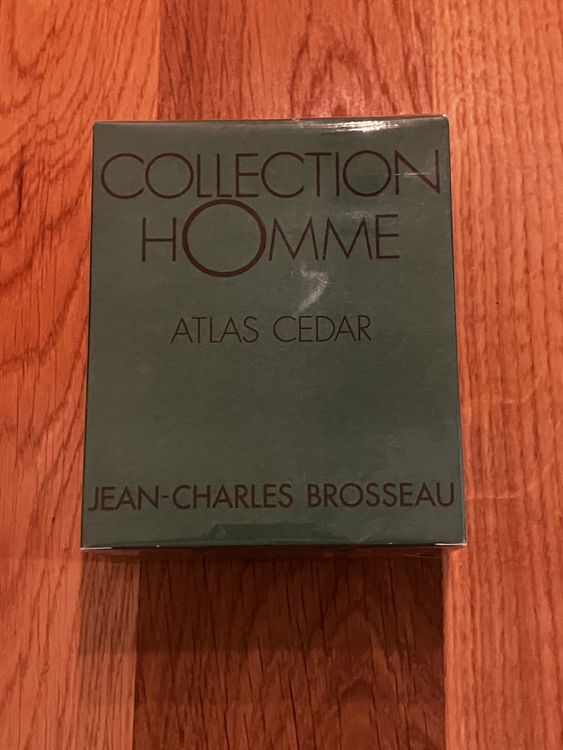 COLLECTION
HOMME
ATLAS CEDAR
JEAN-CHARLES BROSSEAU